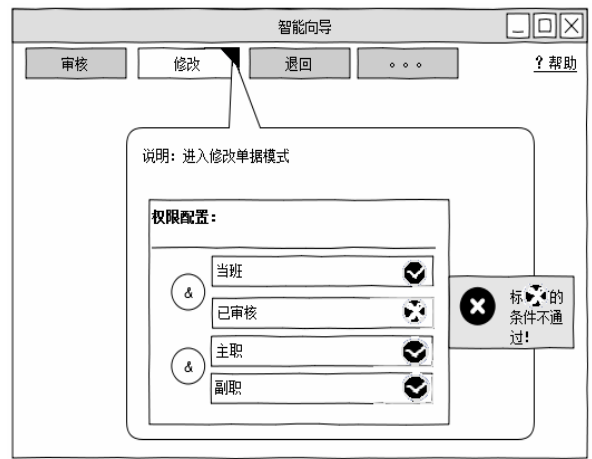 智能向导
审核
修改
退回
。。。
? 帮助
说明：进入修改单据模式
权限配置：
&
当班
已审核
&
主职
副职
标 的
条件不通
过!